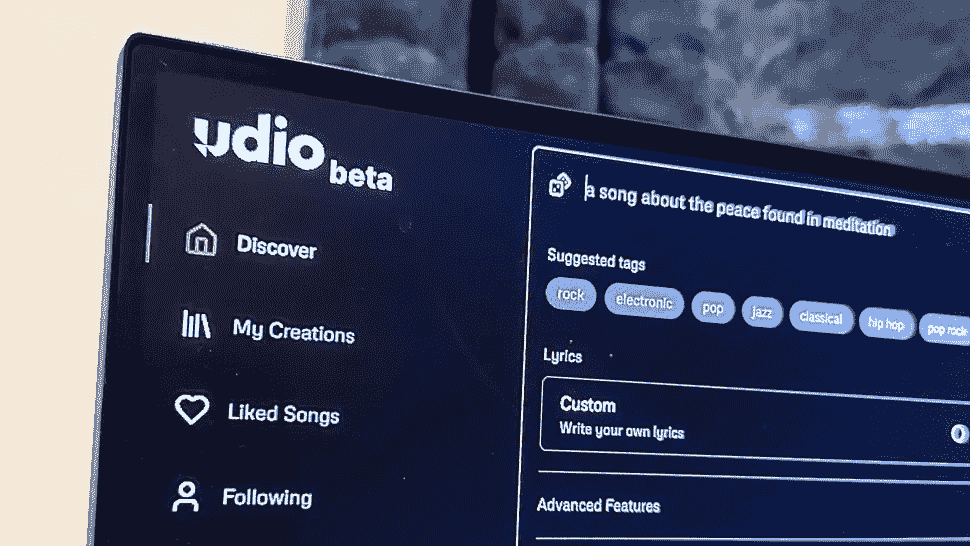 udio beta
Discover
My Creations
Liked Songs
Following
a song about the peace found in meditation
Suggested tags
rock electronic pop jazz classical hip hop pop rock
Lyrics
Custom
Write your own lyrics
Advanced Features